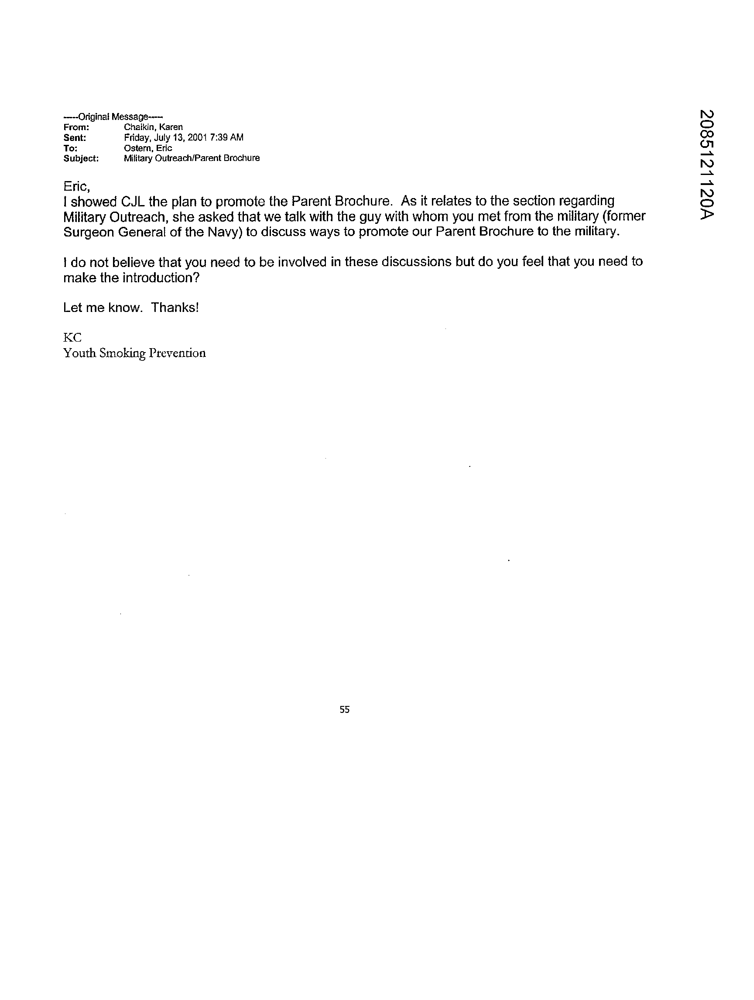 -----Original Message-----
From: Chaikin, Karen
Sent: Friday, July 13, 2001 7:39 AM
To: Ostern, Eric
Subject: Military Outreach/Parent Brochure
Eric,
I showed CJL the plan to promote the Parent Brochure. As it relates to the section regarding
Military Outreach, she asked that we talk with the guy with whom you met from the military (former
Surgeon General of the Navy) to discuss ways to promote our Parent Brochure to the military.
I do not believe that you need to be involved in these discussions but do you feel that you need to
make the introduction?
Let me know. Thanks!
KC
Youth Smoking Prevention
55
2085121120A